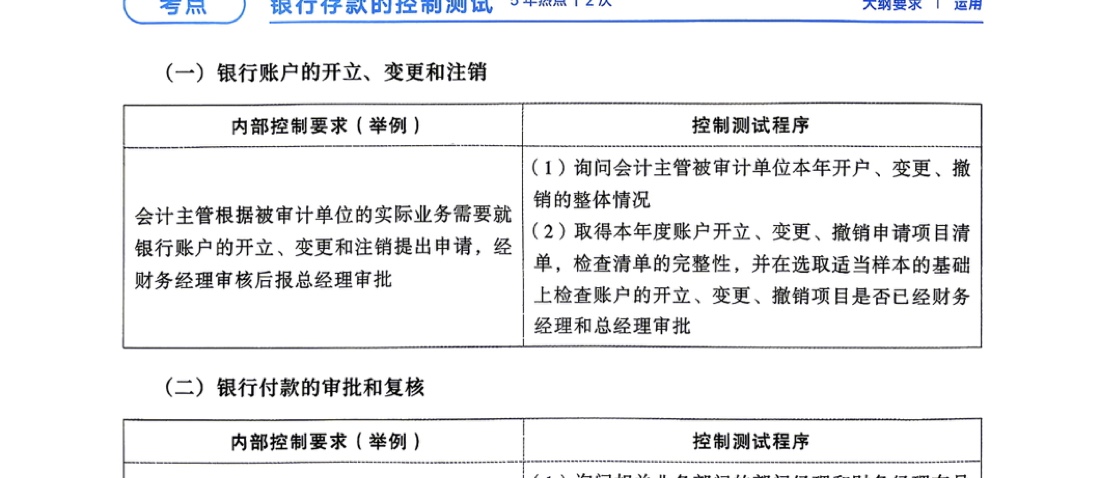 考点 银行存款的控制测试 5年热点 | 2次 大纲要求 | 运用
（一）银行账户的开立、变更和注销
内部控制要求（举例） 控制测试程序
会计主管根据被审计单位的实际业务需要就
银行账户的开立、变更和注销提出申请，经
财务经理审核后报总经理审批
（1）询问会计主管被审计单位本年开户、变更、撤
销的整体情况
（2）取得本年度账户开立、变更、撤销申请项目清
单，检查清单的完整性，并在选取适当样本的基础
上检查账户的开立、变更、撤销项目是否已经财务
经理和总经理审批
（二）银行付款的审批和复核
内部控制要求（举例） 控制测试程序